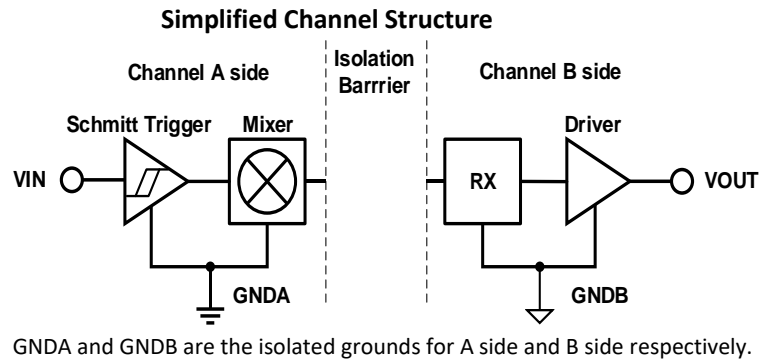 Simplified Channel Structure
Channel A side
Isolation
Barrrier
Channel B side
Schmitt Trigger
Mixer
Driver
VIN
RX
VOUT
GNDA
GNDB
GNDA and GNDB are the isolated grounds for A side and B side respectively.